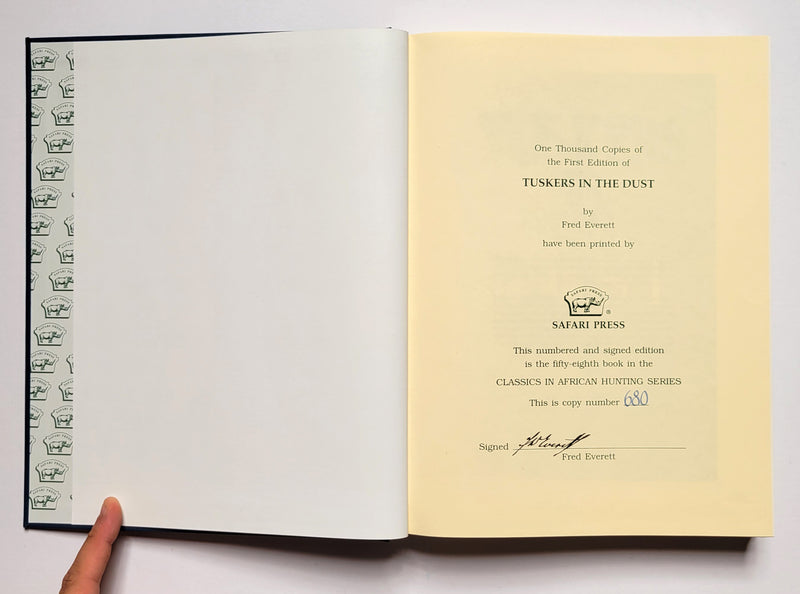 One Thousand Copies of
the First Edition of
TUSKERS IN THE DUST
by
Fred Everett
have been printed by
SAFARI PRESS
®
SAFARI PRESS
This numbered and signed edition
is the fifty-eighth book in the
CLASSICS IN AFRICAN HUNTING SERIES
This is copy number 680
Signed
Fred Everett